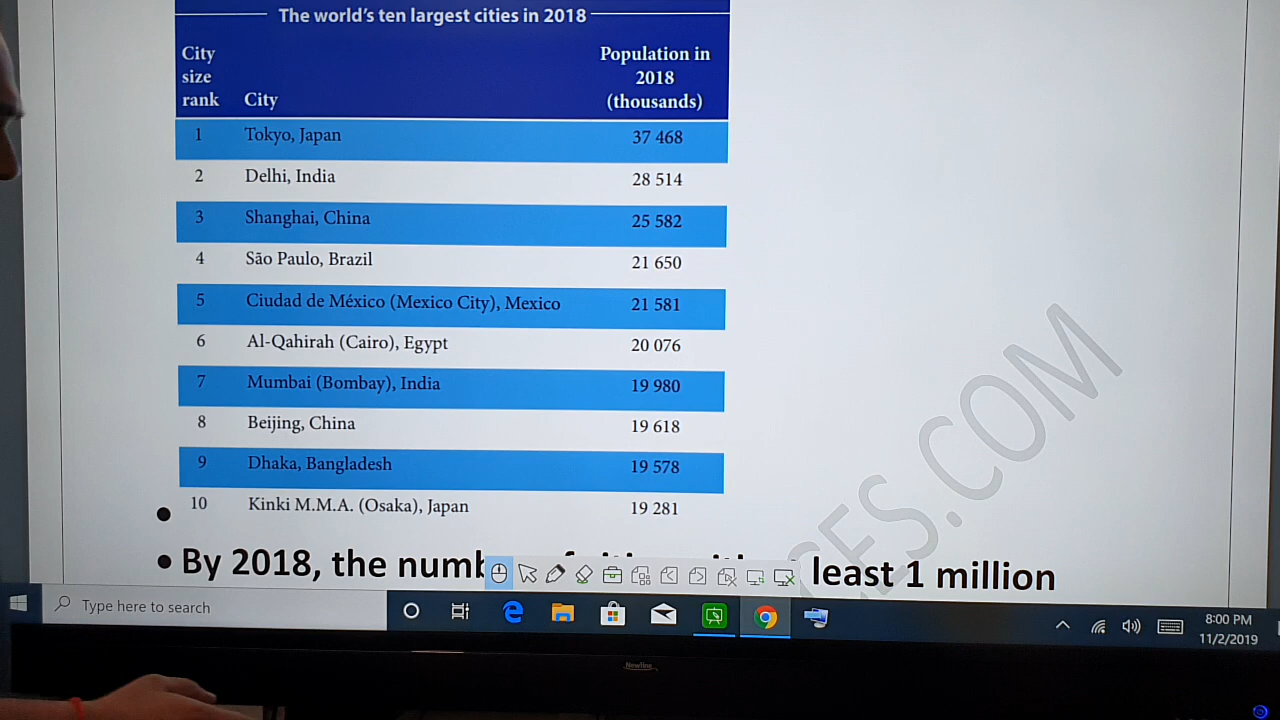 The world's ten largest cities in 2018
City size rank City Population in 2018 (thousands)
1 Tokyo, Japan 37 468
2 Delhi, India 28 514
3 Shanghai, China 25 582
4 São Paulo, Brazil 21 650
5 Ciudad de México (Mexico City), Mexico 21 581
6 Al-Qahirah (Cairo), Egypt 20 076
7 Mumbai (Bombay), India 19 980
8 Beijing, China 19 618
9 Dhaka, Bangladesh 19 578
10 Kinki M.M.A. (Osaka), Japan 19 281
• By 2018, the least 1 million
Type here to search
8:00 PM
11/2/2019
Newline